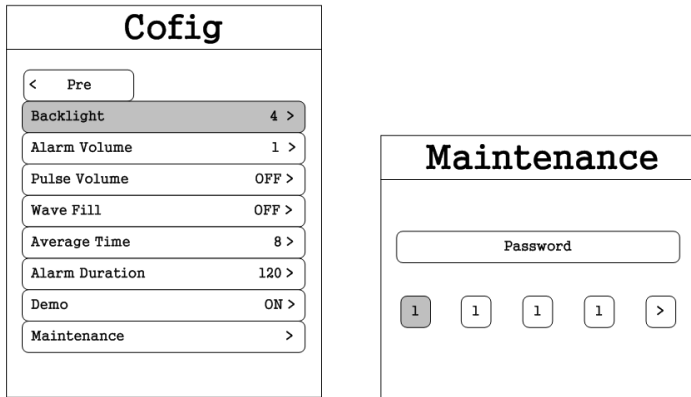 Cofig
< Pre
Backlight 4 >
Alarm Volume 1 >
Pulse Volume OFF >
Wave Fill OFF >
Average Time 8 >
Alarm Duration 120 >
Demo ON >
Maintenance >
Maintenance
Password
1 1 1 1 >